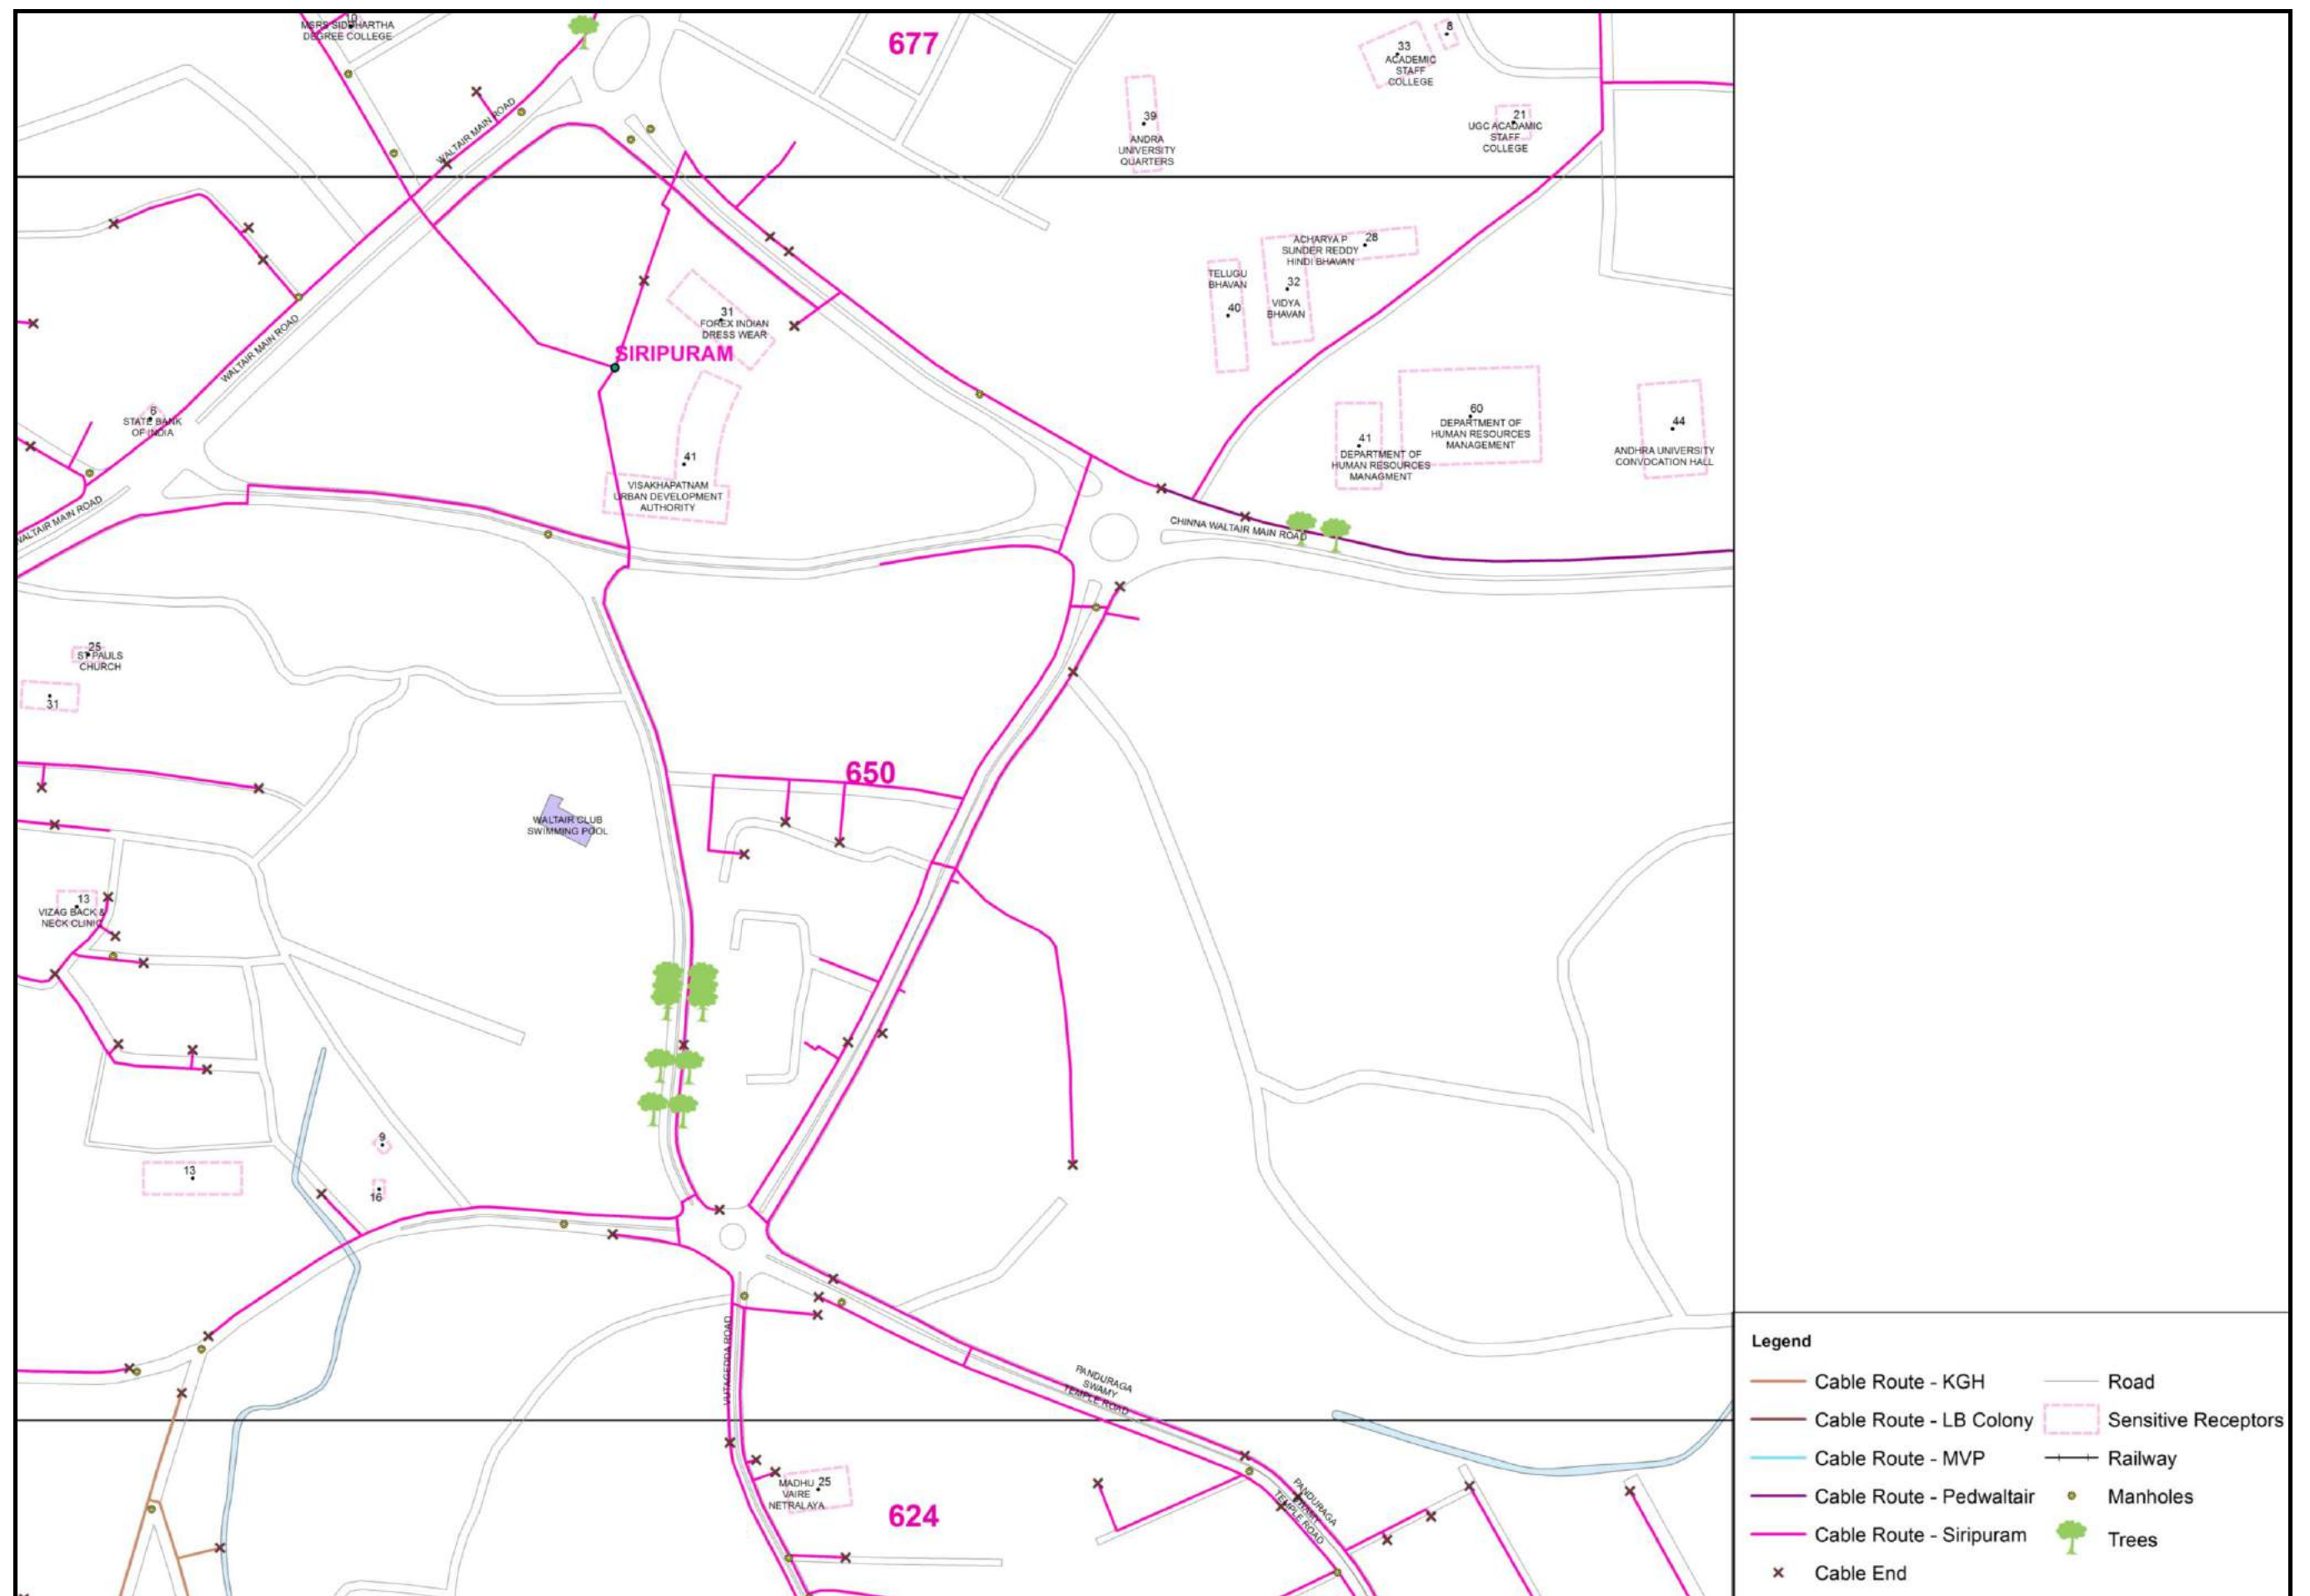 10
MSRS SIDDHARTHA
DEGREE COLLEGE
677
33
ACADEMIC
STAFF
COLLEGE
8
WALTAIR MAIN ROAD
39
ANDRA
UNIVERSITY
QUARTERS
21
UGC ACADAMIC
STAFF
COLLEGE
ACHARYA P
SUNDER REDDY
HINDI BHAVAN
28
TELUGU
BHAVAN
40
32
VIDYA
BHAVAN
31
FOREX INDIAN
DRESS WEAR
SIRIPURAM
WALTAIR MAIN ROAD
6
STATE BANK
OF INDIA
60
DEPARTMENT OF
HUMAN RESOURCES
MANAGEMENT
41
DEPARTMENT OF
HUMAN RESOURCES
MANAGMENT
44
ANDHRA UNIVERSITY
CONVOCATION HALL
41
VISAKHAPATNAM
URBAN DEVELOPMENT
AUTHORITY
WALTAIR MAIN ROAD
CHINNA WALTAIR MAIN ROAD
25
ST PAULS
CHURCH
31
650
WALTAIR CLUB
SWIMMING POOL
13
VIZAG BACK &
NECK CLINIC
9
13
16
VUTAGEDDA ROAD
PANDURAGA
SWAMY
TEMPLE ROAD
MADHU
VAIRE
NETRALAYA
25
624
PANDURAGA
SWAMY
TEMPLE ROAD
Legend
Cable Route - KGH
Road
Cable Route - LB Colony
Sensitive Receptors
Cable Route - MVP
Railway
Cable Route - Pedwaltair
Manholes
Cable Route - Siripuram
Trees
Cable End